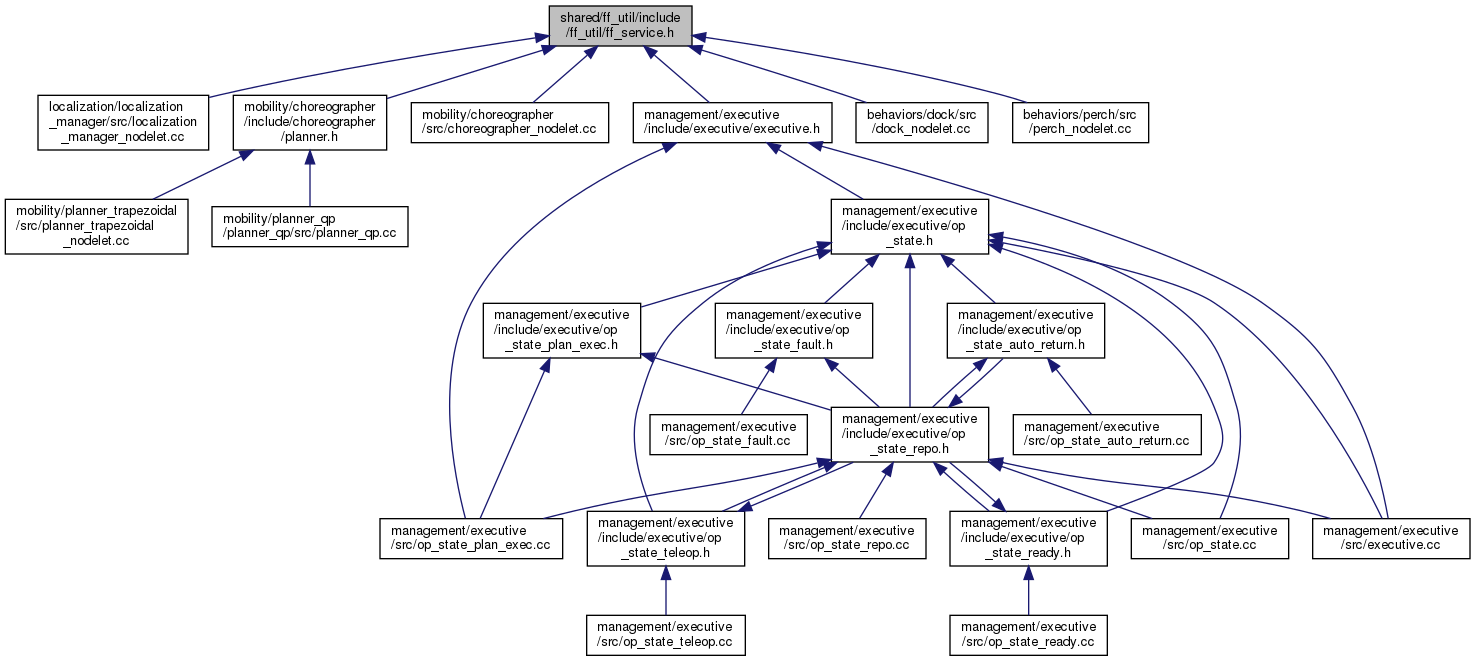 shared/ff_util/include
/ff_util/ff_service.h
localization/localization
_manager/src/localization
_manager_nodelet.cc
mobility/choreographer
/include/choreographer
/planner.h
mobility/choreographer
/src/choreographer_nodelet.cc
management/executive
/include/executive/executive.h
behaviors/dock/src
/dock_nodelet.cc
behaviors/perch/src
/perch_nodelet.cc
mobility/planner_trapezoidal
/src/planner_trapezoidal
_nodelet.cc
mobility/planner_qp
/planner_qp/src/planner_qp.cc
management/executive
/include/executive/op
_state.h
management/executive
/include/executive/op
_state_plan_exec.h
management/executive
/include/executive/op
_state_fault.h
management/executive
/include/executive/op
_state_auto_return.h
management/executive
/src/op_state_fault.cc
management/executive
/include/executive/op
_state_repo.h
management/executive
/src/op_state_auto_return.cc
management/executive
/src/op_state_plan_exec.cc
management/executive
/include/executive/op
_state_teleop.h
management/executive
/src/op_state_repo.cc
management/executive
/include/executive/op
_state_ready.h
management/executive
/src/op_state.cc
management/executive
/src/executive.cc
management/executive
/src/op_state_teleop.cc
management/executive
/src/op_state_ready.cc